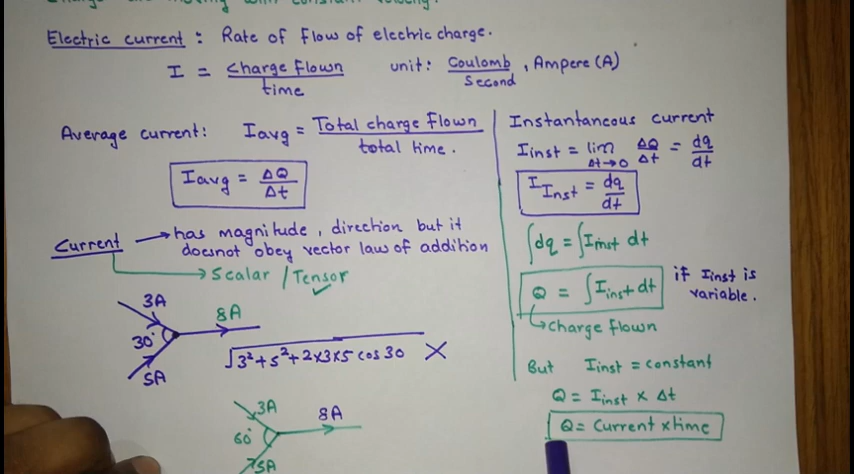 Electric current: Rate of flow of electric charge.
I = charge flown / time unit: Coulomb / Second, Ampere (A)
Average current: Iavg = Total charge flown / total time.
Iavg = ΔQ / Δt
Current → has magnitude, direction but it
doesnot obey vector law of addition
→ Scalar / Tensor ✓
3A
8A
30°
5A
√3²+5²+2×3×5 cos 30 ×
3A
8A
60°
5A
Instantaneous current
Iinst = lim Δt→0 ΔQ/Δt = dq/dt
IInst = dq/dt
∫dq = ∫Iinst dt
Q = ∫Iinst dt if Iinst is
variable.
→ charge flown
But Iinst = constant
Q = Iinst × Δt
Q = Current × time